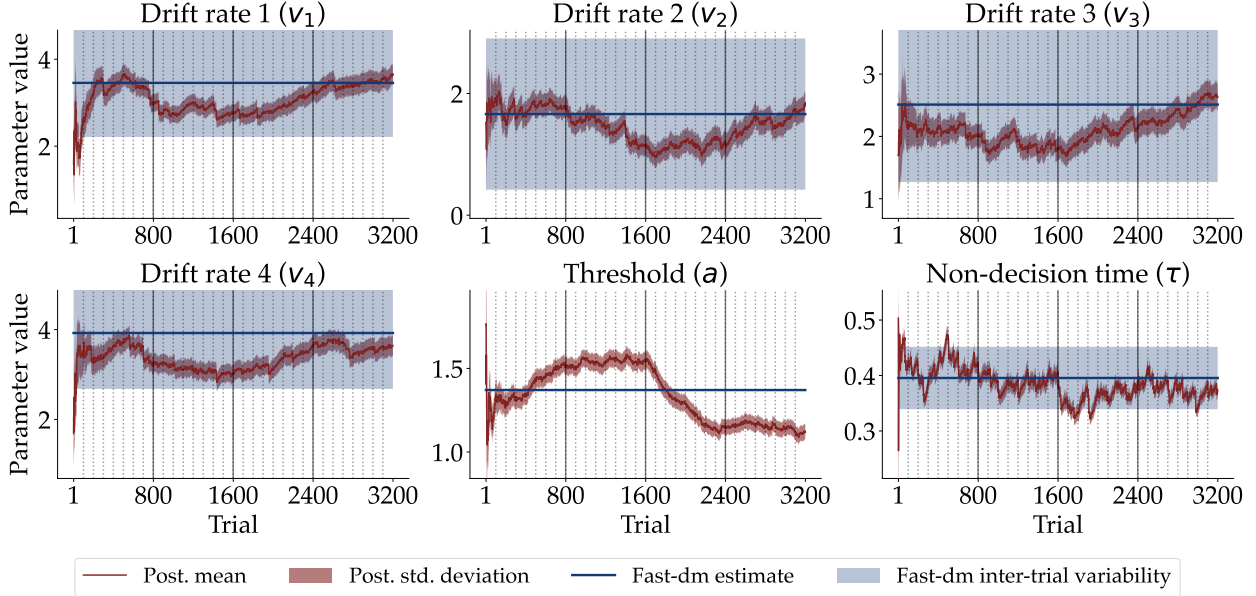 Drift rate 1 (v₁) Drift rate 2 (v₂) Drift rate 3 (v₃)
Parameter value
4
2
1 800 1600 2400 3200
2
0
1 800 1600 2400 3200
3
2
1
1 800 1600 2400 3200
Drift rate 4 (v₄) Threshold (a) Non-decision time (τ)
Parameter value
4
2
1 800 1600 2400 3200
Trial
1.5
1.0
1 800 1600 2400 3200
Trial
0.5
0.4
0.3
1 800 1600 2400 3200
Trial
Post. mean Post. std. deviation Fast-dm estimate Fast-dm inter-trial variability